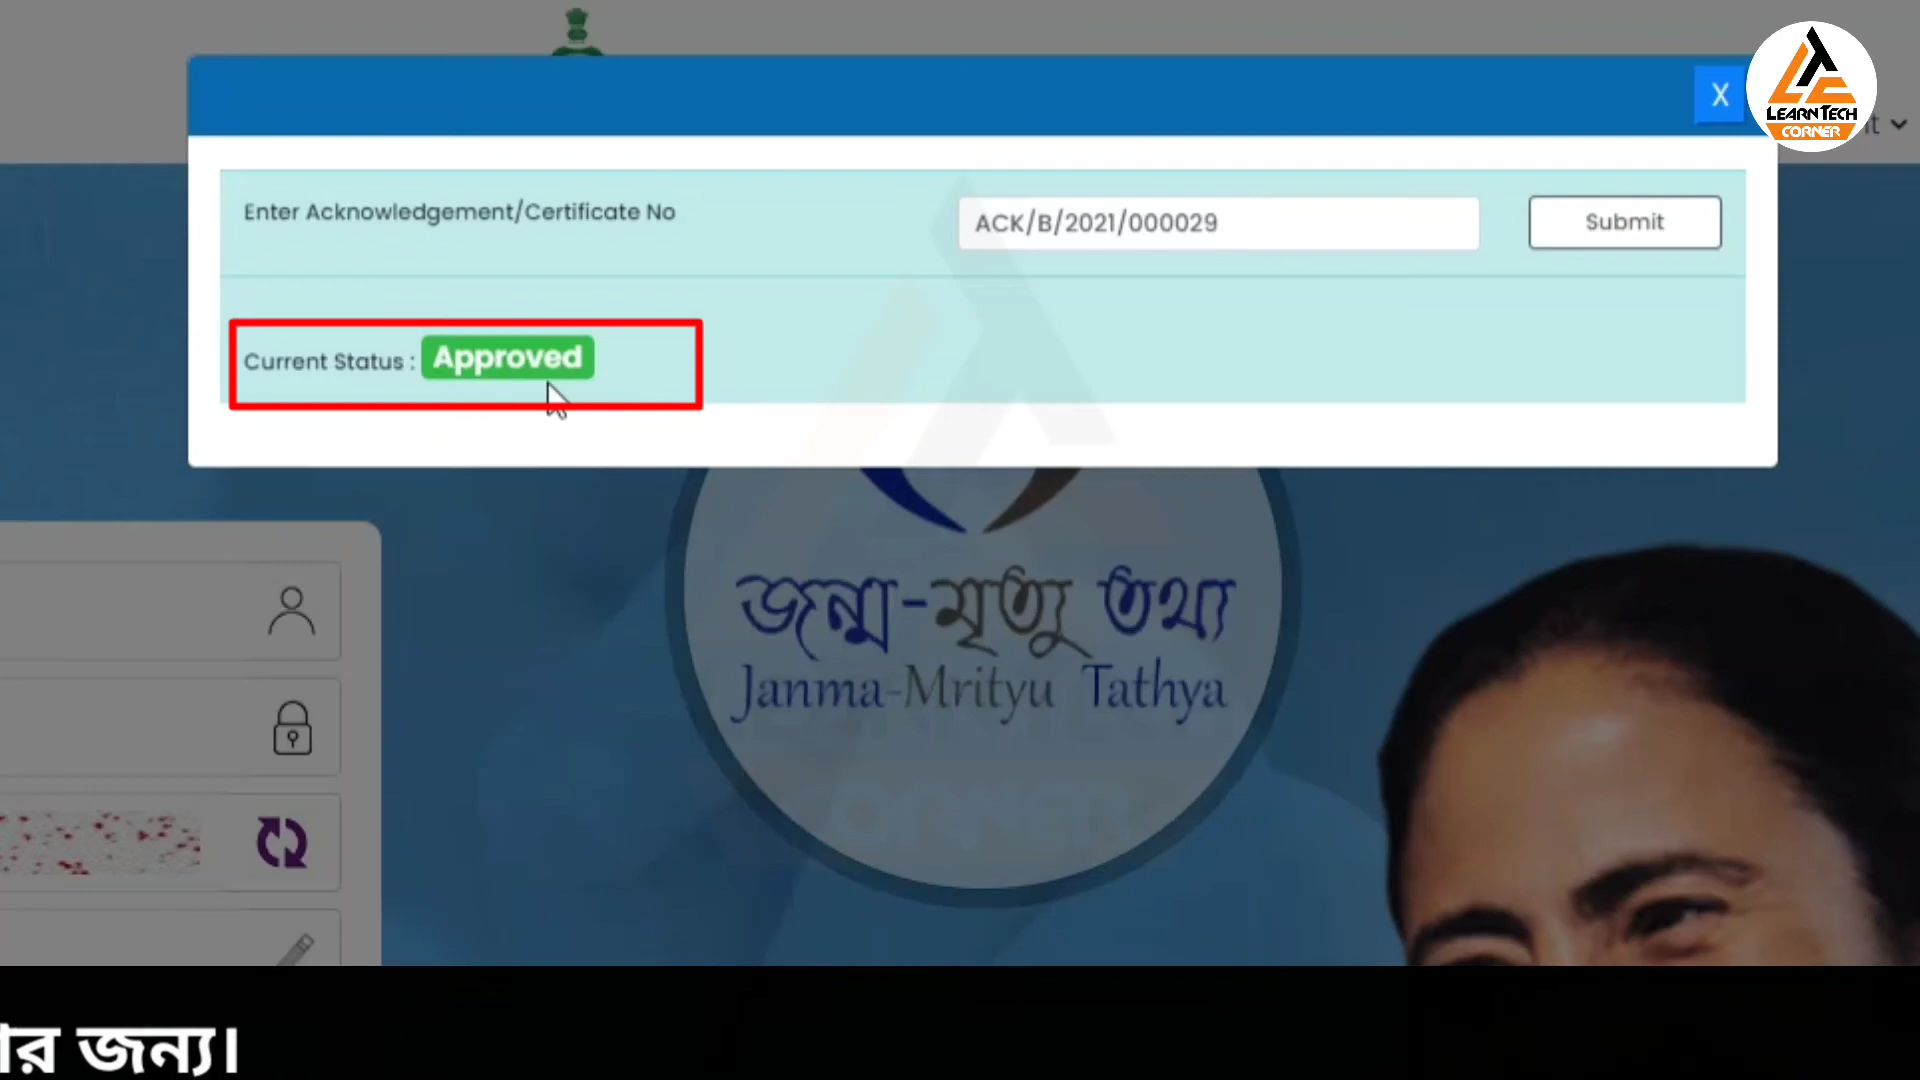 X
LEARN TECH
CORNER
Enter Acknowledgement/Certificate No
ACK/B/2021/000029
Submit
Current Status : Approved
জন্ম-মৃত্যু তথ্য
Janma-Mrityu Tathya
জন্য।